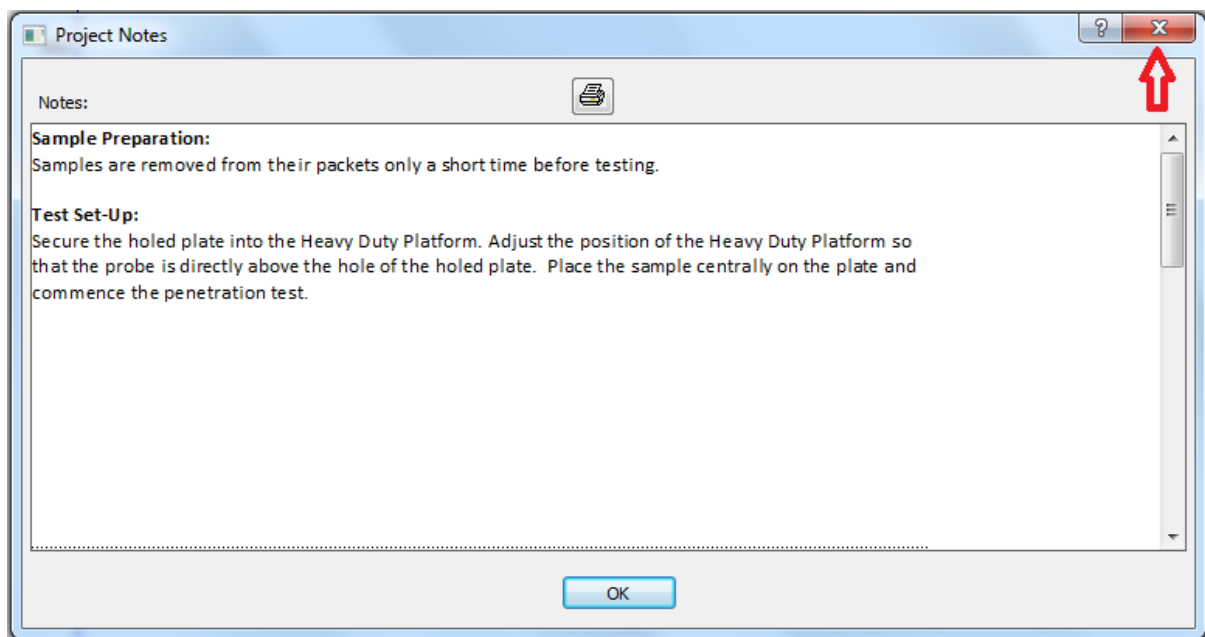 Project Notes
Notes:
Sample Preparation:
Samples are removed from their packets only a short time before testing.
Test Set-Up:
Secure the holed plate into the Heavy Duty Platform. Adjust the position of the Heavy Duty Platform so
that the probe is directly above the hole of the holed plate.  Place the sample centrally on the plate and
commence the penetration test.
OK